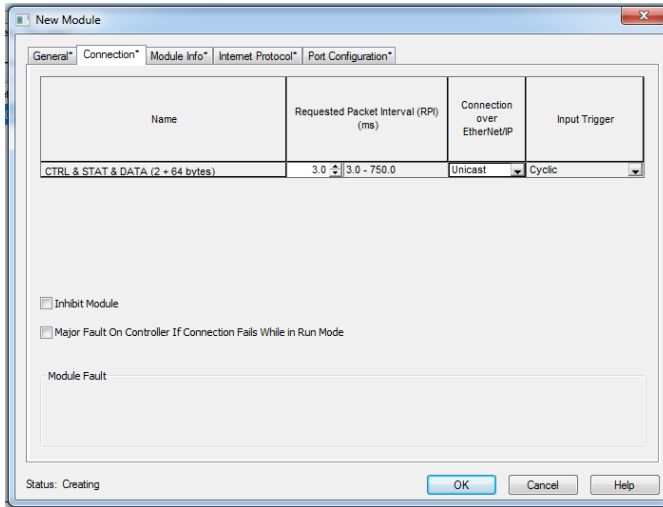 New Module
General* Connection* Module Info* Internet Protocol* Port Configuration*
Name
Requested Packet Interval (RPI)
(ms)
Connection
over
EtherNet/IP
Input Trigger
CTRL & STAT & DATA (2 + 64 bytes) 3.0 3.0 - 750.0 Unicast Cyclic
Inhibit Module
Major Fault On Controller If Connection Fails While in Run Mode
Module Fault
Status: Creating OK Cancel Help